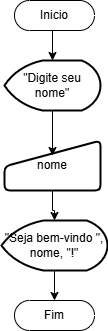 Inicio
"Digite seu
nome"
nome
"Seja bem-vindo ",
nome, "!"
Fim